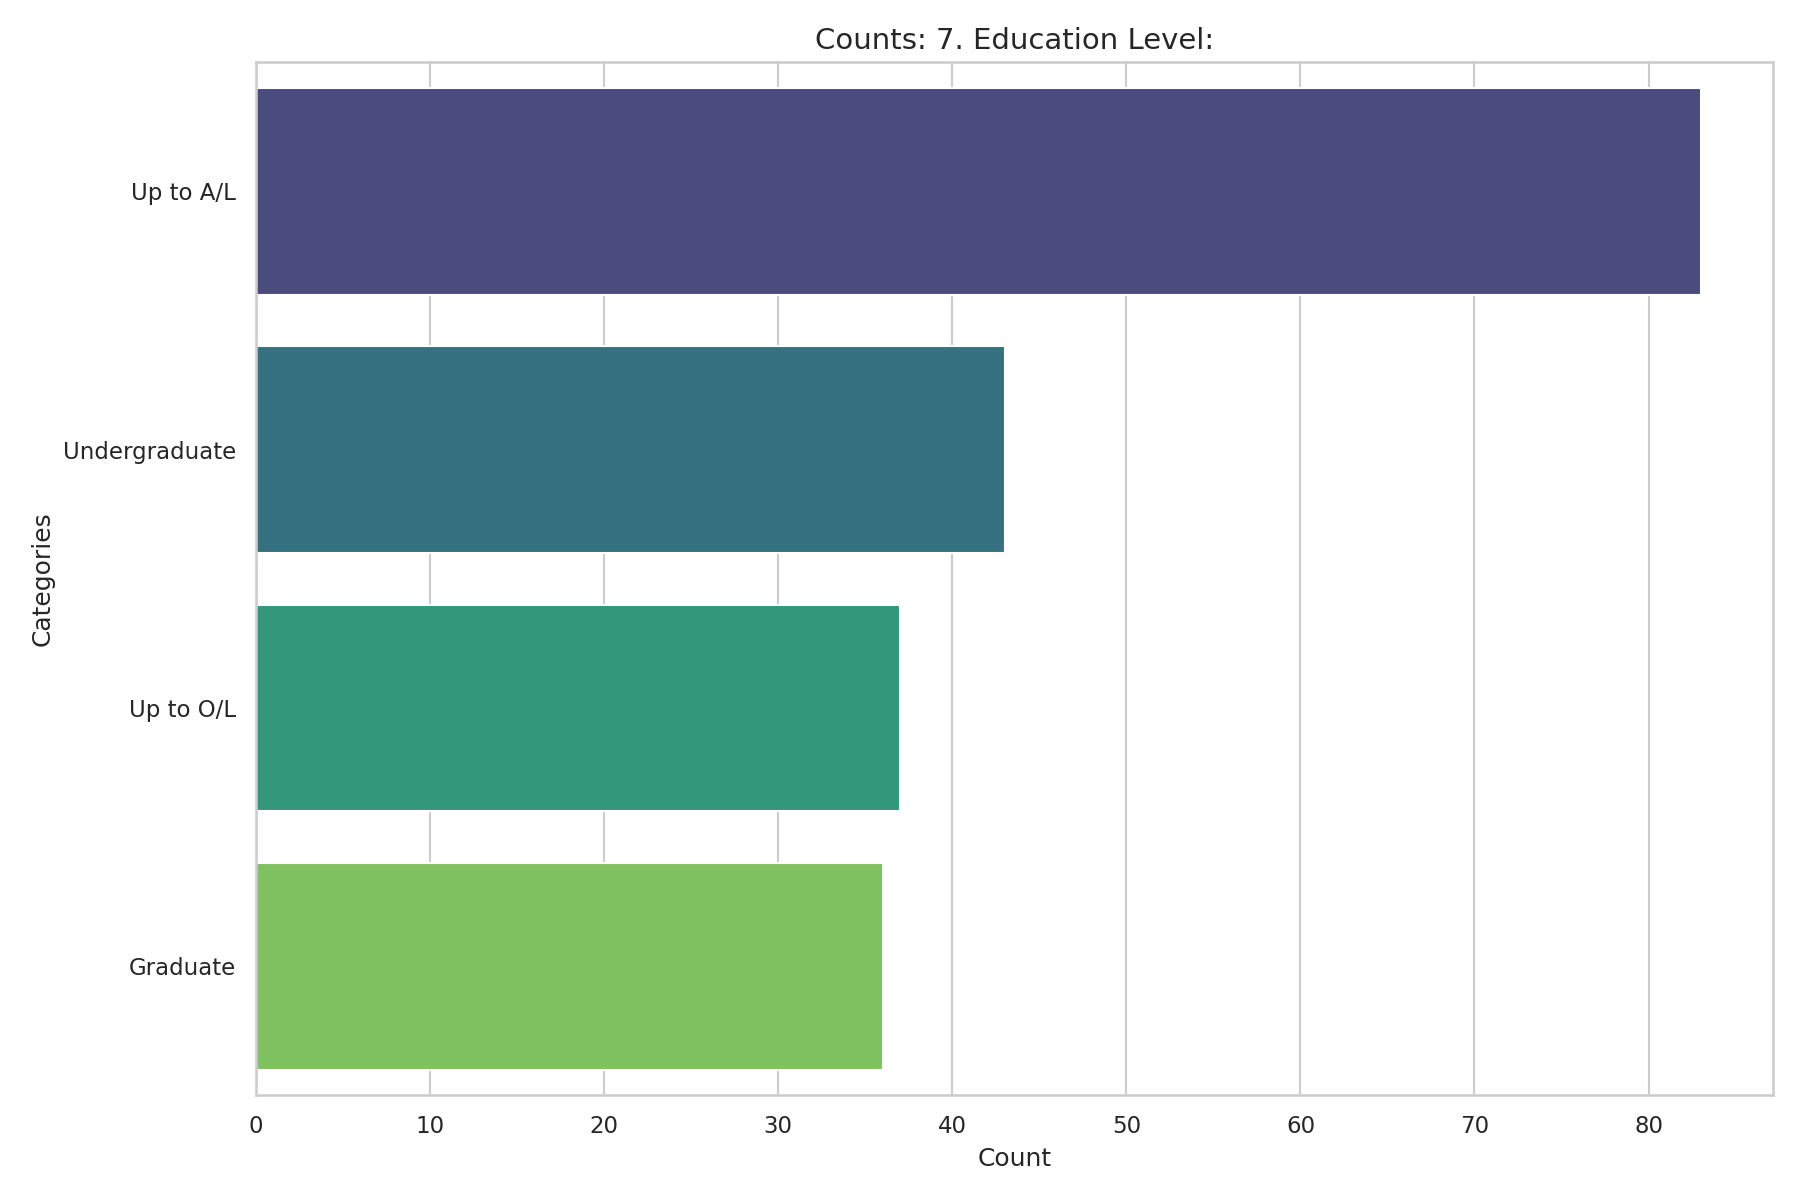 Counts: 7. Education Level:
Categories
Up to A/L
Undergraduate
Up to O/L
Graduate
0 10 20 30 40 50 60 70 80
Count